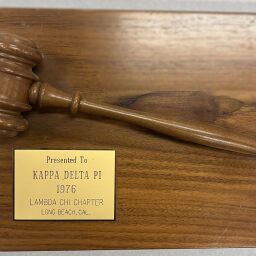 Presented To
KAPPA DELTA PI
1976
LAMBDA CHI CHAPTER
LONG BEACH, CAL.